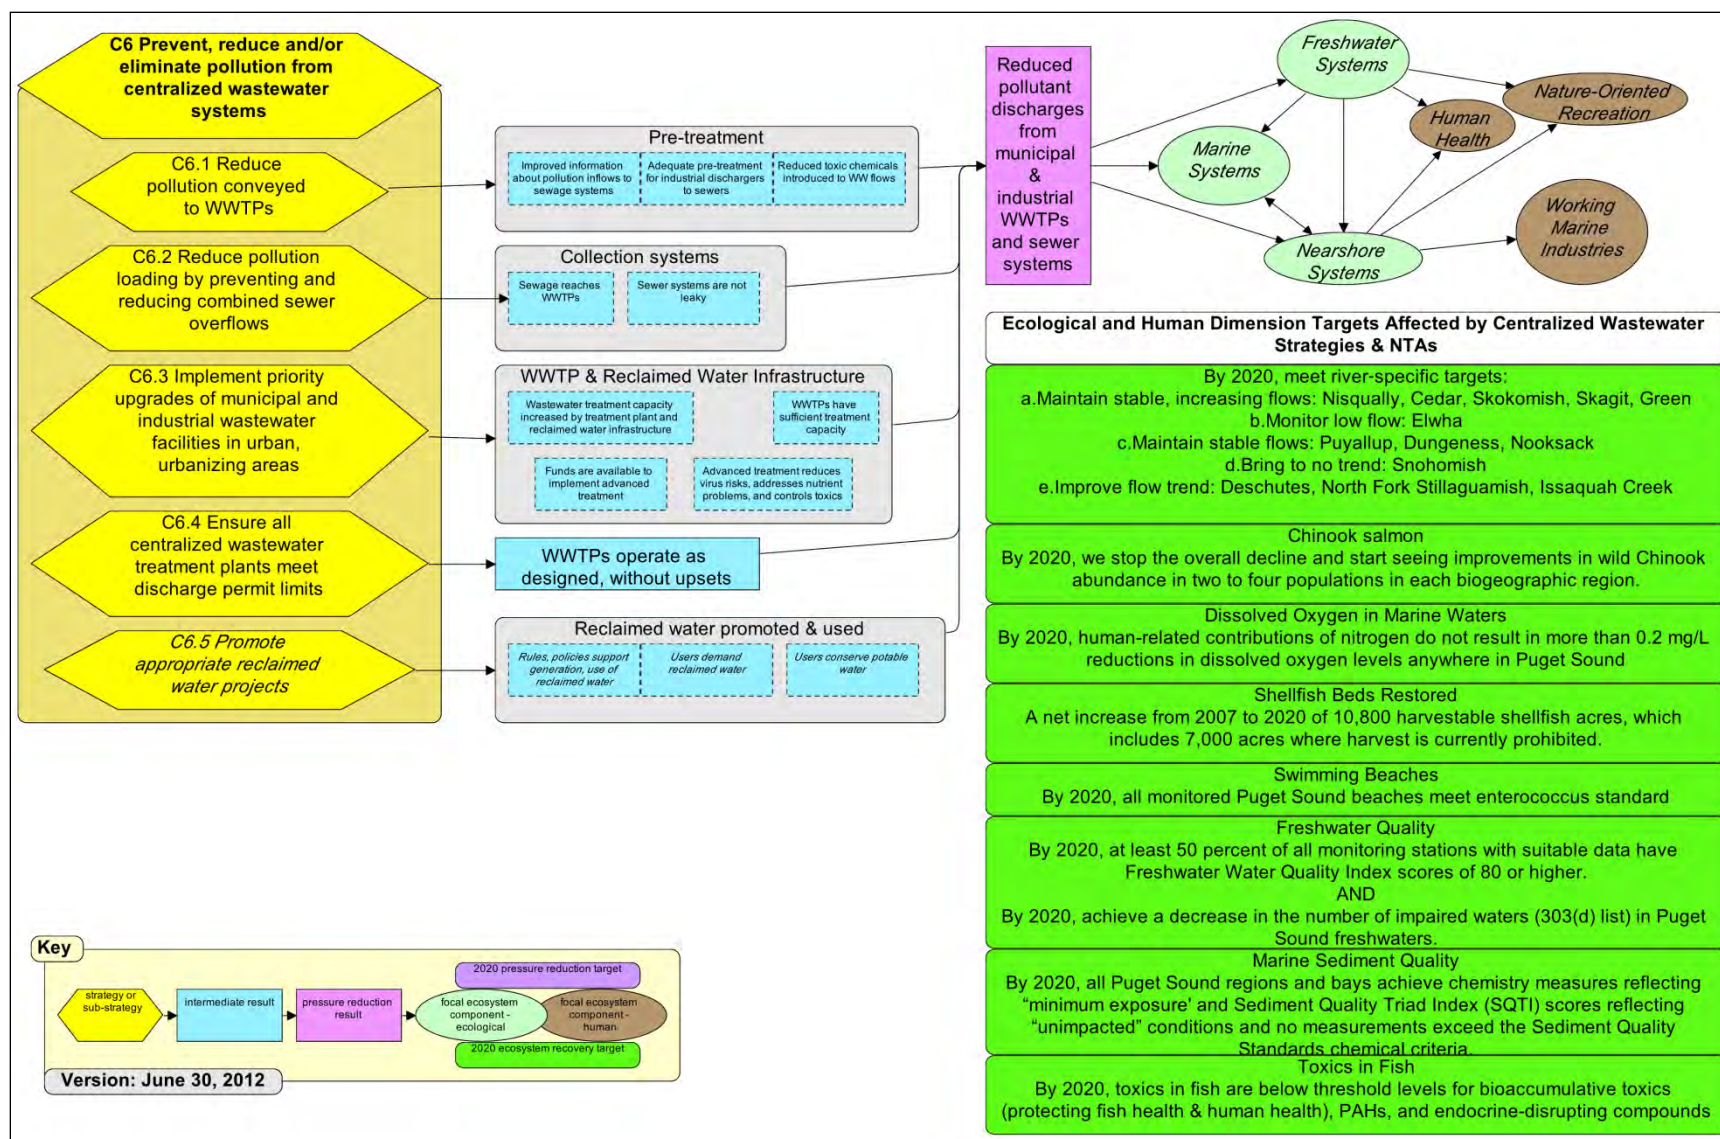 C6 Prevent, reduce and/or
eliminate pollution from
centralized wastewater
systems
C6.1 Reduce
pollution conveyed
to WWTPs
C6.2 Reduce pollution
loading by preventing and
reducing combined sewer
overflows
C6.3 Implement priority
upgrades of municipal and
industrial wastewater
facilities in urban,
urbanizing areas
C6.4 Ensure all
centralized wastewater
treatment plants meet
discharge permit limits
C6.5 Promote
appropriate reclaimed
water projects
Pre-treatment
Improved information
about pollution inflows to
sewage systems
Adequate pre-treatment
for industrial dischargers
to sewers
Reduced toxic chemicals
introduced to WW flows
Collection systems
Sewage reaches
WWTPs
Sewer systems are not
leaky
WWTP & Reclaimed Water Infrastructure
Wastewater treatment capacity
increased by treatment plant and
reclaimed water infrastructure
WWTPs have
sufficient treatment
capacity
Funds are available to
implement advanced
treatment
Advanced treatment reduces
virus risks, addresses nutrient
problems, and controls toxics
WWTPs operate as
designed, without upsets
Reclaimed water promoted & used
Rules, policies support
generation, use of
reclaimed water
Users demand
reclaimed water
Users conserve potable
water
Reduced
pollutant
discharges
from
municipal
&
industrial
WWTPs
and sewer
systems
Freshwater
Systems
Marine
Systems
Nearshore
Systems
Human
Health
Nature-Oriented
Recreation
Working
Marine
Industries
Ecological and Human Dimension Targets Affected by Centralized Wastewater
Strategies & NTAs
By 2020, meet river-specific targets:
a.Maintain stable, increasing flows: Nisqually, Cedar, Skokomish, Skagit, Green
b.Monitor low flow: Elwha
c.Maintain stable flows: Puyallup, Dungeness, Nooksack
d.Bring to no trend: Snohomish
e.Improve flow trend: Deschutes, North Fork Stillaguamish, Issaquah Creek
Chinook salmon
By 2020, we stop the overall decline and start seeing improvements in wild Chinook
abundance in two to four populations in each biogeographic region.
Dissolved Oxygen in Marine Waters
By 2020, human-related contributions of nitrogen do not result in more than 0.2 mg/L
reductions in dissolved oxygen levels anywhere in Puget Sound
Shellfish Beds Restored
A net increase from 2007 to 2020 of 10,800 harvestable shellfish acres, which
includes 7,000 acres where harvest is currently prohibited.
Swimming Beaches
By 2020, all monitored Puget Sound beaches meet enterococcus standard
Freshwater Quality
By 2020, at least 50 percent of all monitoring stations with suitable data have
Freshwater Water Quality Index scores of 80 or higher.
AND
By 2020, achieve a decrease in the number of impaired waters (303(d) list) in Puget
Sound freshwaters.
Marine Sediment Quality
By 2020, all Puget Sound regions and bays achieve chemistry measures reflecting
“minimum exposure' and Sediment Quality Triad Index (SQTI) scores reflecting
“unimpacted” conditions and no measurements exceed the Sediment Quality
Standards chemical criteria.
Toxics in Fish
By 2020, toxics in fish are below threshold levels for bioaccumulative toxics
(protecting fish health & human health), PAHs, and endocrine-disrupting compounds
Key
strategy or
sub-strategy
intermediate result
pressure reduction
result
2020 pressure reduction target
focal ecosystem
component -
ecological
focal ecosystem
component -
human
2020 ecosystem recovery target
Version: June 30, 2012